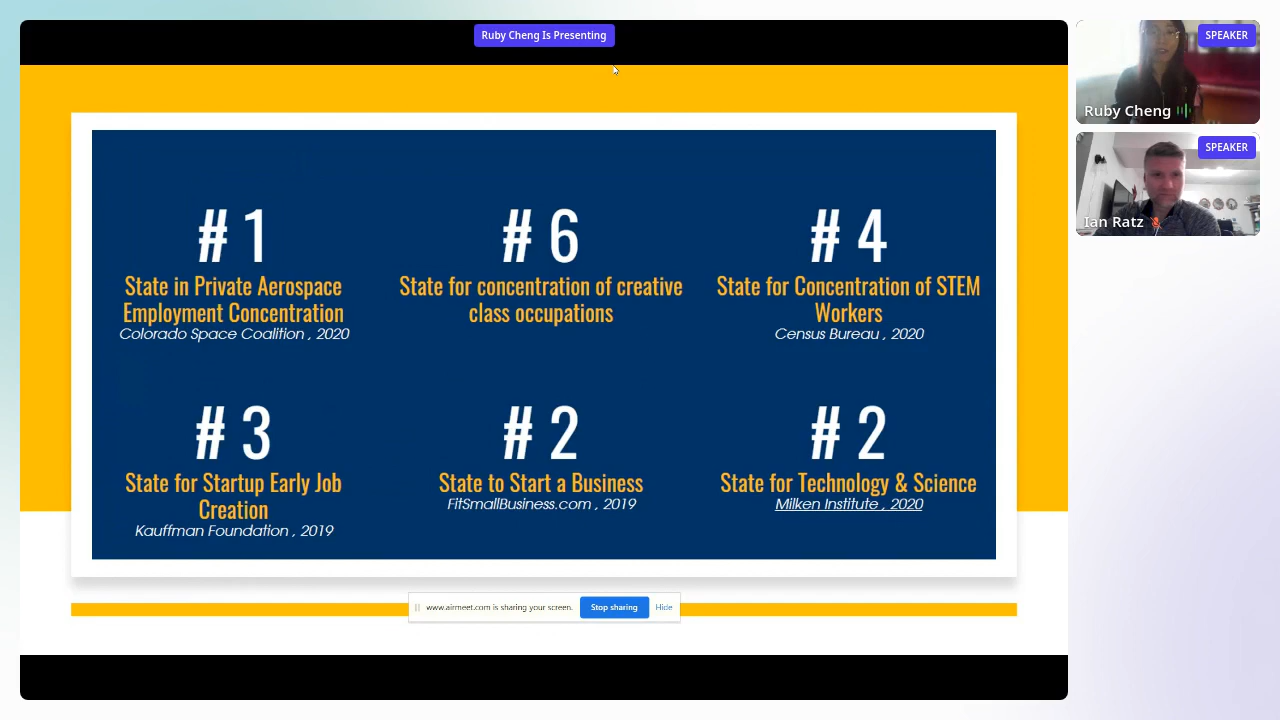 Ruby Cheng Is Presenting
SPEAKER
Ruby Cheng
SPEAKER
Ian Ratz
# 1
State in Private Aerospace
Employment Concentration
Colorado Space Coalition , 2020
# 6
State for concentration of creative
class occupations
# 4
State for Concentration of STEM
Workers
Census Bureau , 2020
# 3
State for Startup Early Job
Creation
Kauffman Foundation , 2019
# 2
State to Start a Business
FitSmallBusiness.com , 2019
# 2
State for Technology & Science
Milken Institute , 2020
www.airmeet.com is sharing your screen.
Stop sharing
Hide